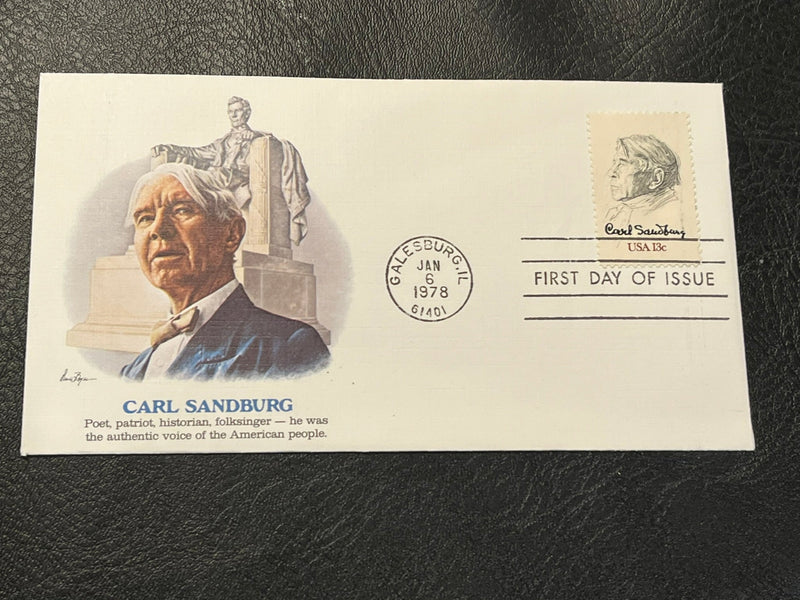 CARL SANDBURG
Poet, patriot, historian, folksinger — he was
the authentic voice of the American people.
GALESBURG, IL
JAN
6
1978
61401
Carl Sandburg
USA 13c
FIRST DAY OF ISSUE